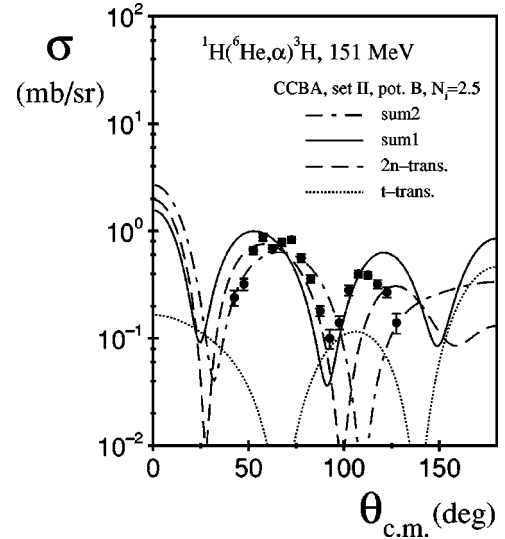 10²
σ
¹H(⁶He,α)³H, 151 MeV
(mb/sr)
CCBA, set II, pot. B, Nᵢ=2.5
10¹
sum2
sum1
2n−trans.
t−trans.
10⁰
10⁻¹
10⁻²
0 50 100 150
θc.m. (deg)